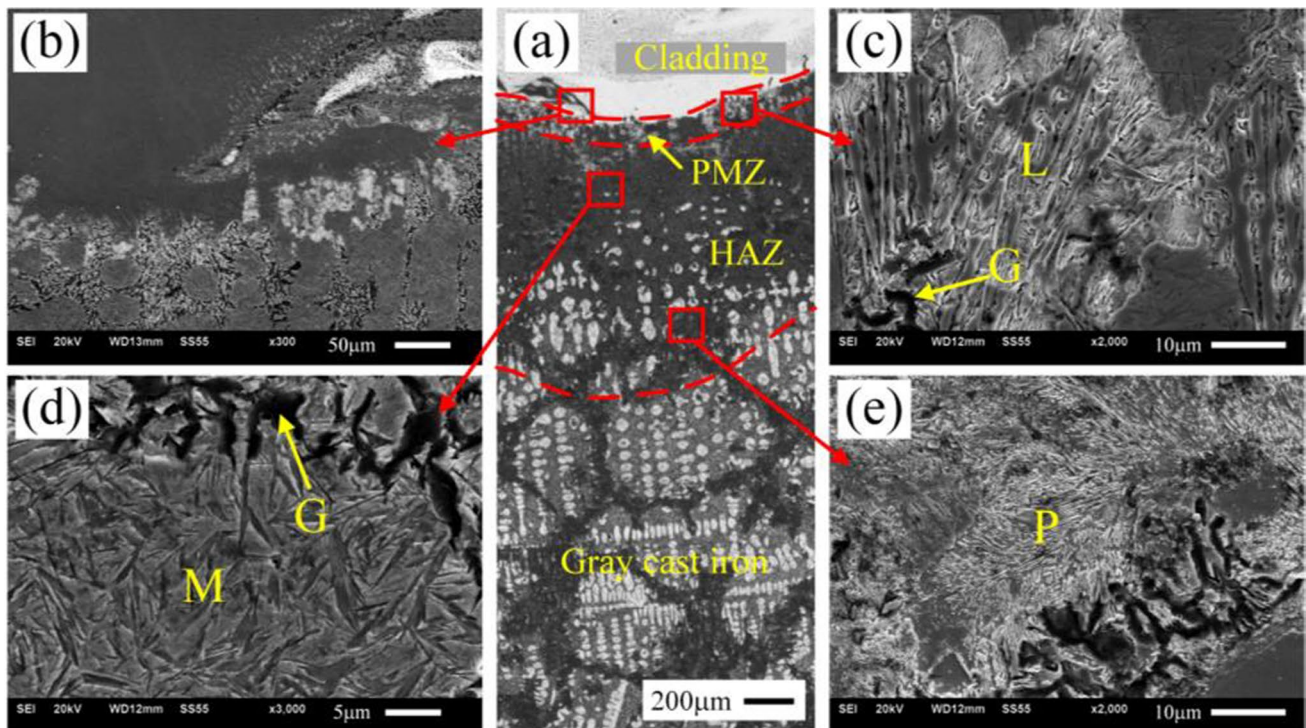 (b)
SEI 20kV WD13mm SS55 x300 50μm
(a)
Cladding
PMZ
HAZ
Gray cast iron
200μm
(c)
L
G
SEI 20kV WD12mm SS55 x2,000 10μm
(d)
G
M
SEI 20kV WD12mm SS55 x3,000 5μm
(e)
P
SEI 20kV WD12mm SS55 x2,000 10μm